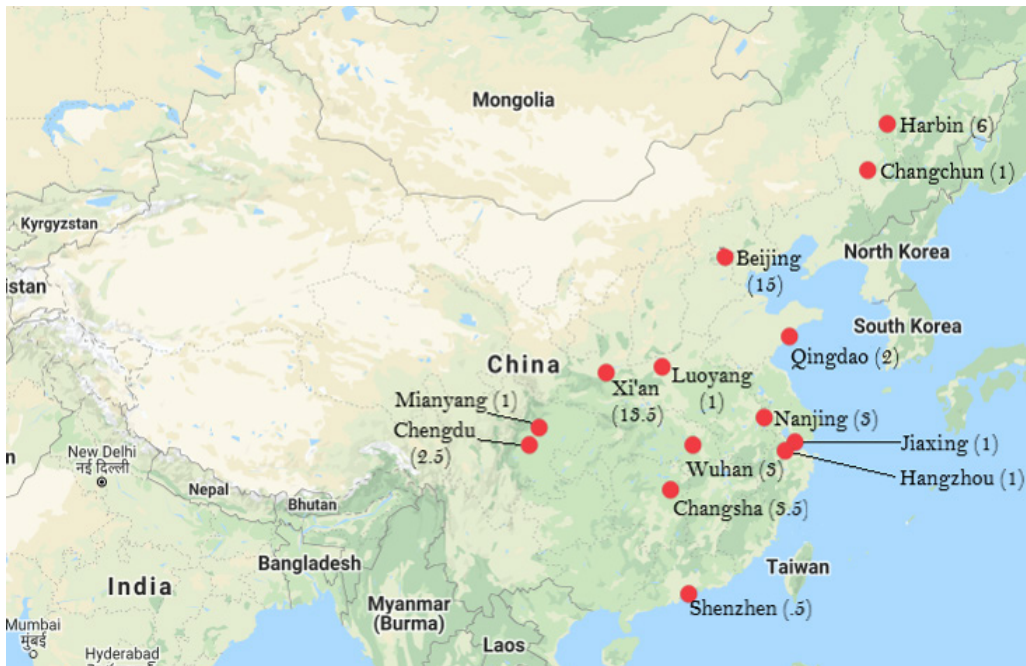 Mongolia
Harbin (6)
Changchun (1)
Kyrgyzstan
North Korea
Beijing
(15)
istan
South Korea
Qingdao (2)
China
Luoyang
(1)
Xi'an
(13.5)
Mianyang (1)
Chengdu
(2.5)
Nanjing (3)
Jiaxing (1)
Wuhan (3)
Hangzhou (1)
New Delhi
नई दिल्ली
n
Nepal
Bhutan
Changsha (3.5)
Bangladesh
Taiwan
India
Myanmar
(Burma)
Shenzhen (.5)
Mumbai
मुंबई
Laos
Hyderabad